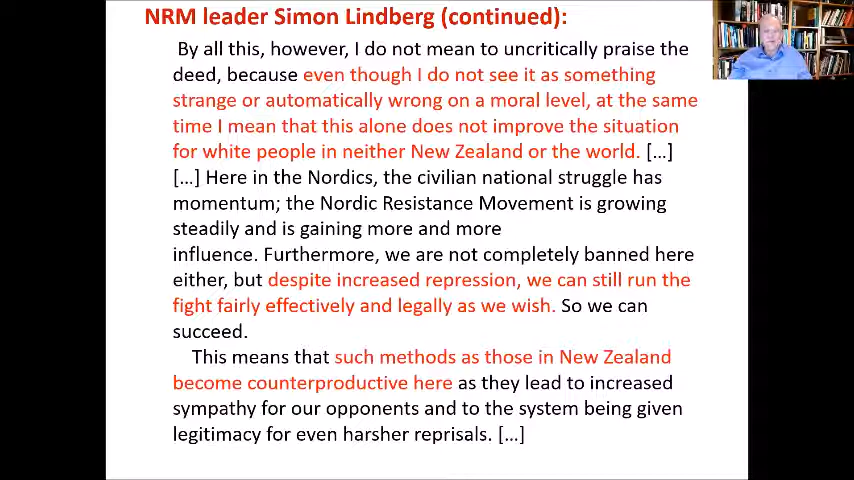 NRM leader Simon Lindberg (continued):
By all this, however, I do not mean to uncritically praise the
deed, because even though I do not see it as something
strange or automatically wrong on a moral level, at the same
time I mean that this alone does not improve the situation
for white people in neither New Zealand or the world. […]
[…] Here in the Nordics, the civilian national struggle has
momentum; the Nordic Resistance Movement is growing
steadily and is gaining more and more
influence. Furthermore, we are not completely banned here
either, but despite increased repression, we can still run the
fight fairly effectively and legally as we wish. So we can
succeed.
This means that such methods as those in New Zealand
become counterproductive here as they lead to increased
sympathy for our opponents and to the system being given
legitimacy for even harsher reprisals. […]